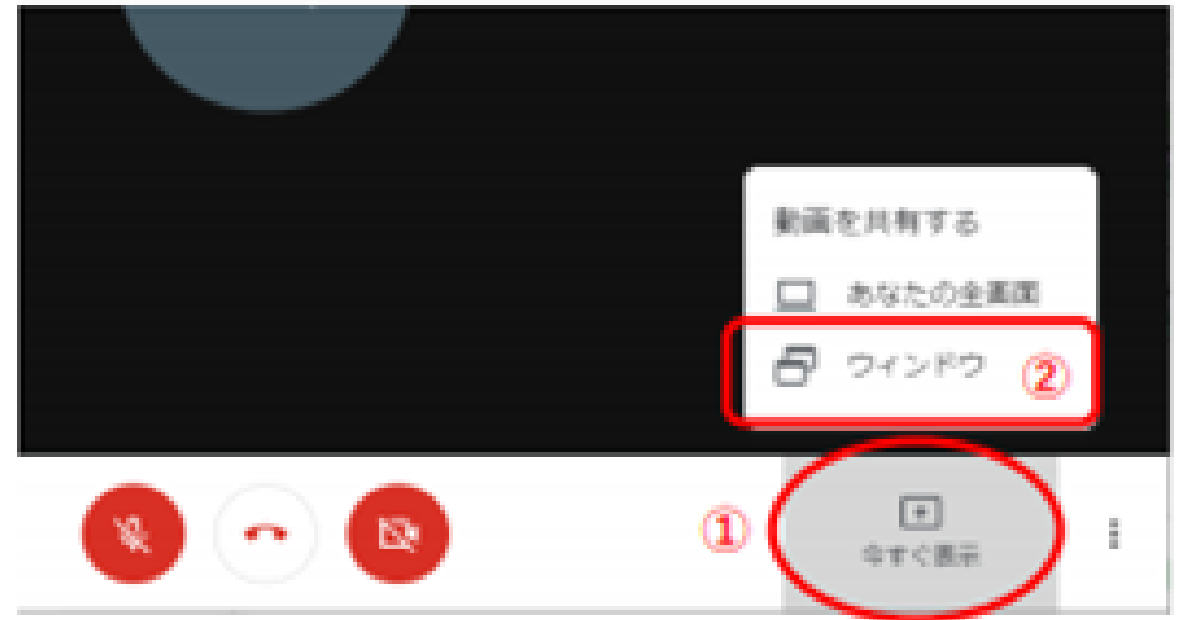 動画を共有する
あなたの全画面
ウィンドウ ②
① 今すぐ表示